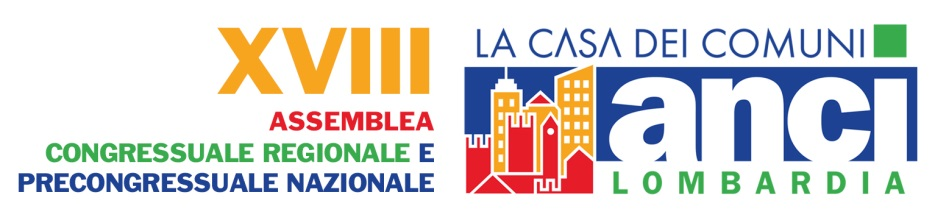 XVIII
ASSEMBLEA
CONGRESSUALE REGIONALE E
PRECONGRESSUALE NAZIONALE
LA CASA DEI COMUNI
anci
LOMBARDIA